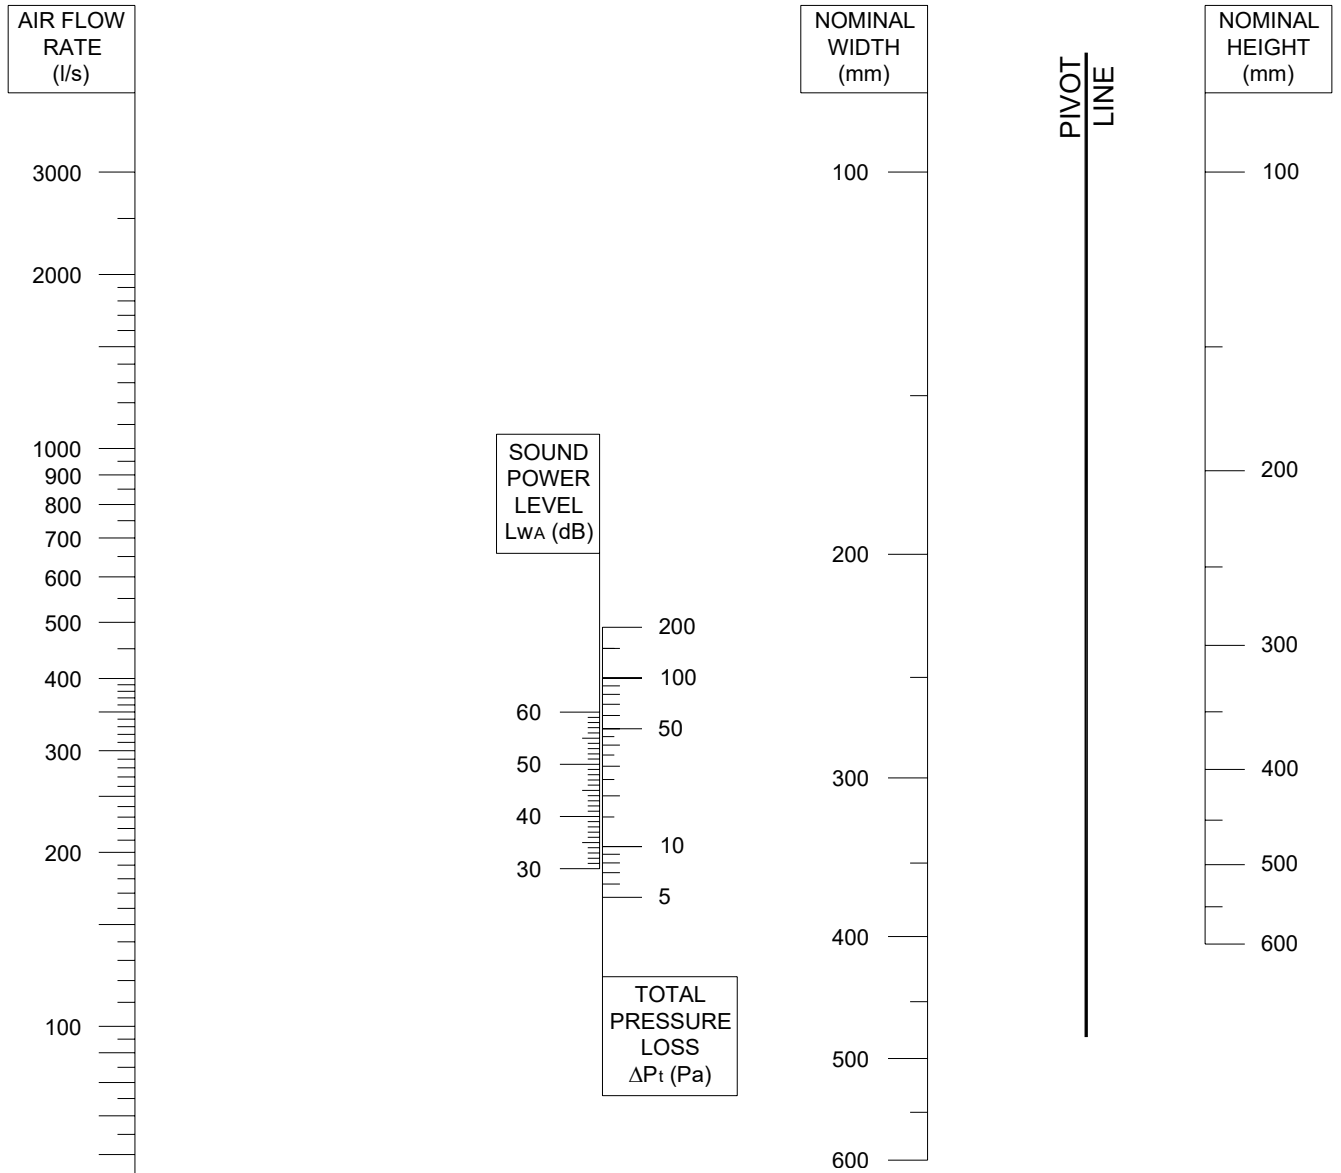 AIR FLOW
RATE
(l/s)
3000
2000
1000
900
800
700
600
500
400
300
200
100
SOUND
POWER
LEVEL
LWA (dB)
60
50
40
30
200
100
50
10
5
TOTAL
PRESSURE
LOSS
ΔPt (Pa)
NOMINAL
WIDTH
(mm)
100
200
300
400
500
600
PIVOT
LINE
NOMINAL
HEIGHT
(mm)
100
200
300
400
500
600